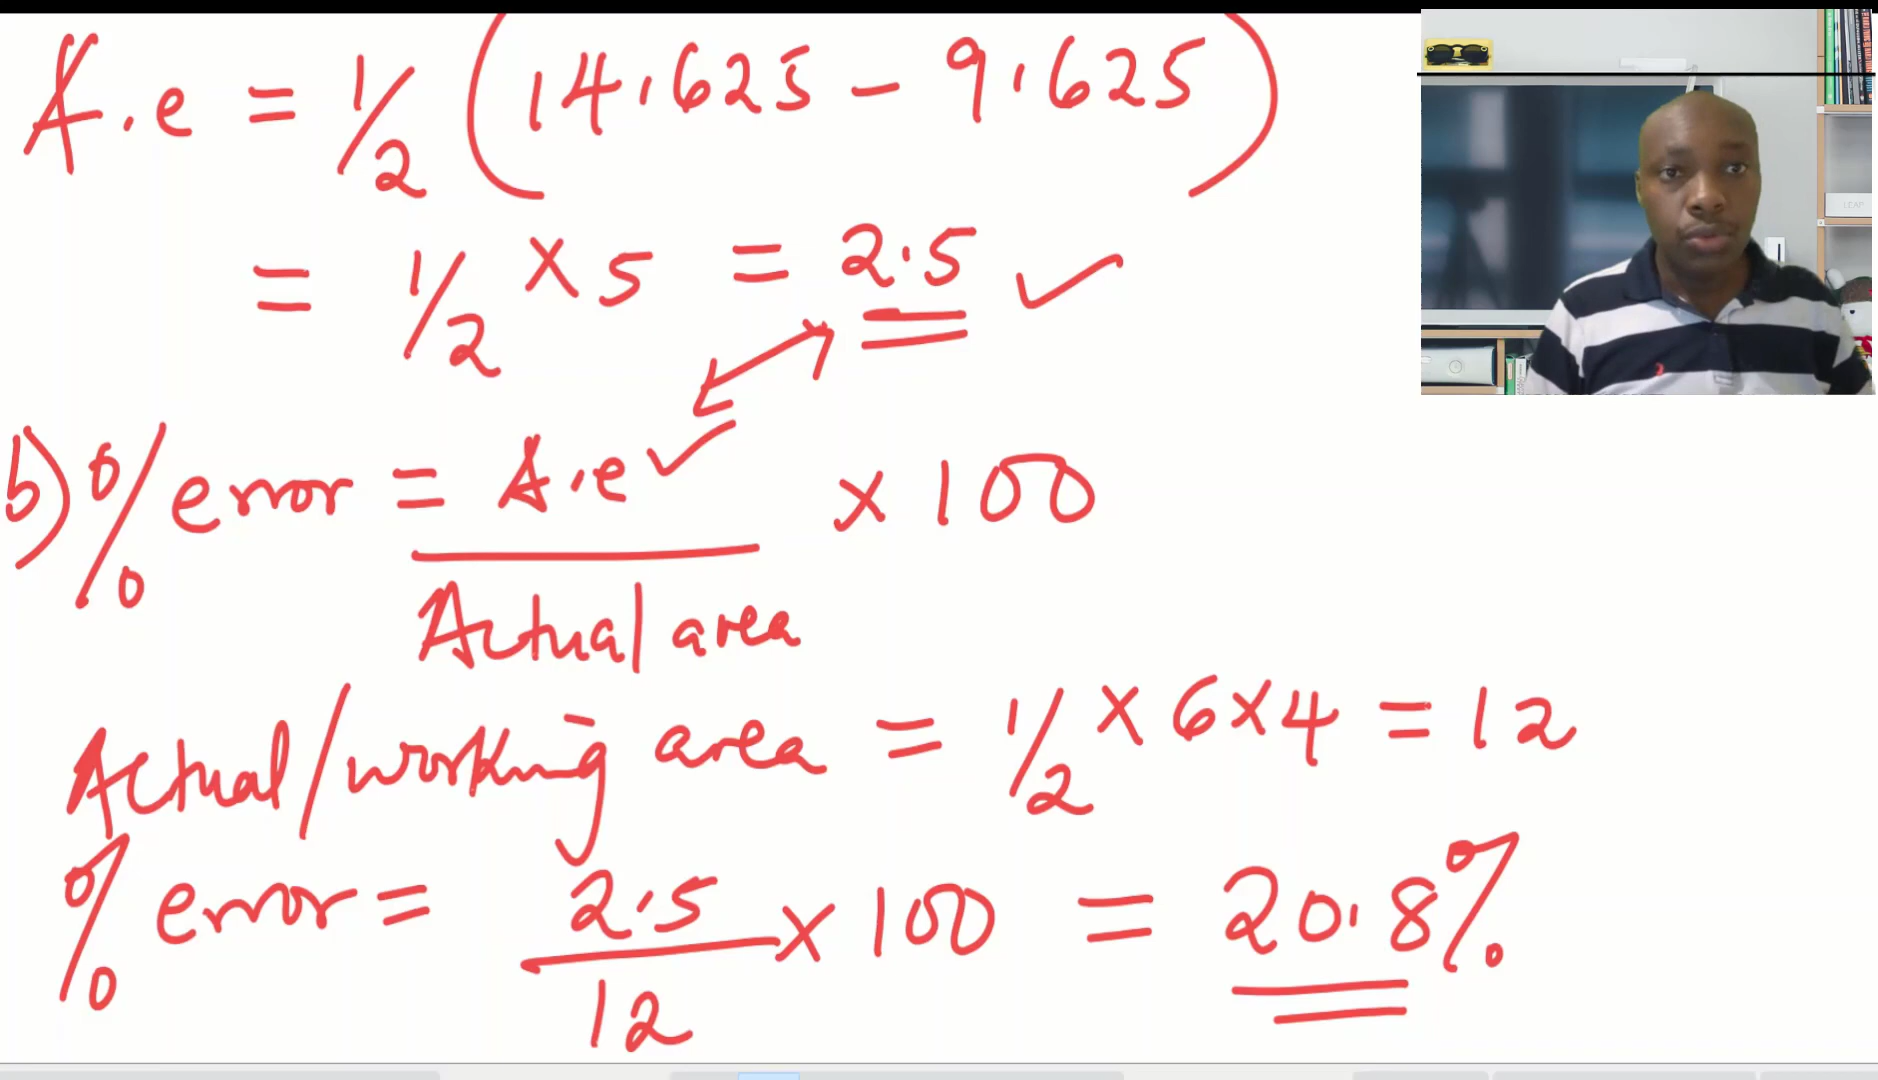 A.e = 1/2 (14.625 - 9.625)
= 1/2 × 5 = 2.5 ✓
b) % error = A.e ✓ / Actual area × 100
Actual/working area = 1/2 × 6 × 4 = 12
% error = 2.5 / 12 × 100 = 20.8%
LEAP